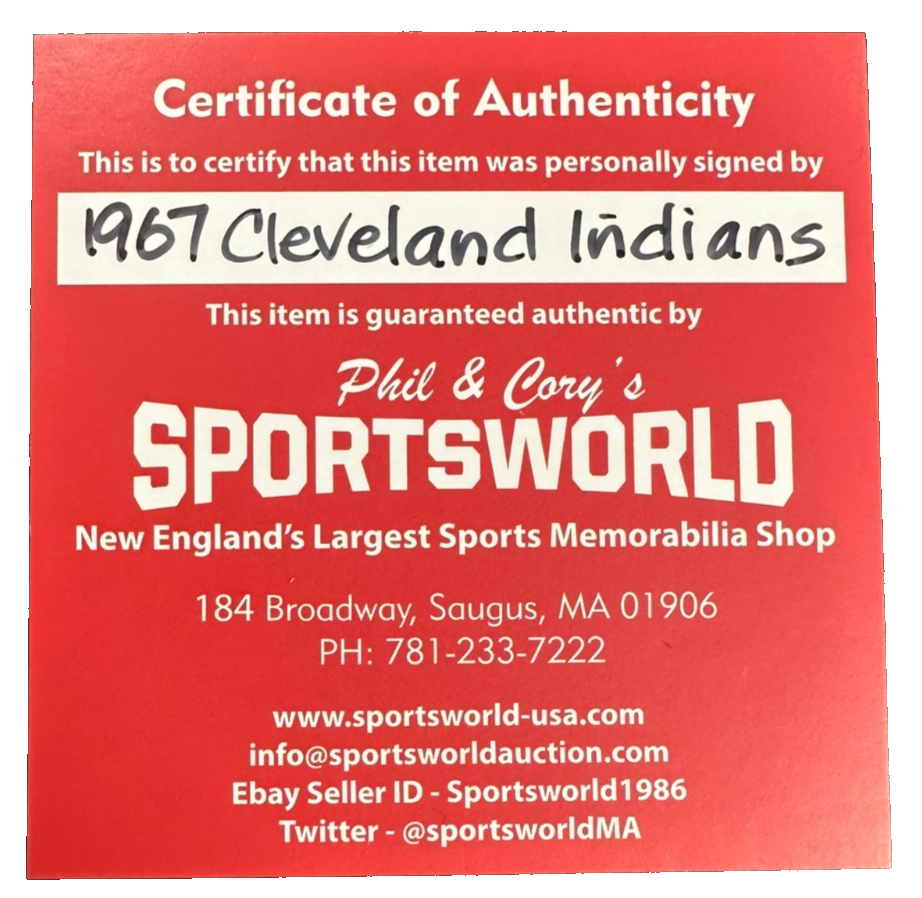 Certificate of Authenticity
This is to certify that this item was personally signed by
1967 Cleveland Indians
This item is guaranteed authentic by
Phil & Cory's
SPORTSWORLD
New England's Largest Sports Memorabilia Shop
184 Broadway, Saugus, MA 01906
PH: 781-233-7222
www.sportsworld-usa.com
info@sportsworldauction.com
Ebay Seller ID - Sportsworld1986
Twitter - @sportsworldMA